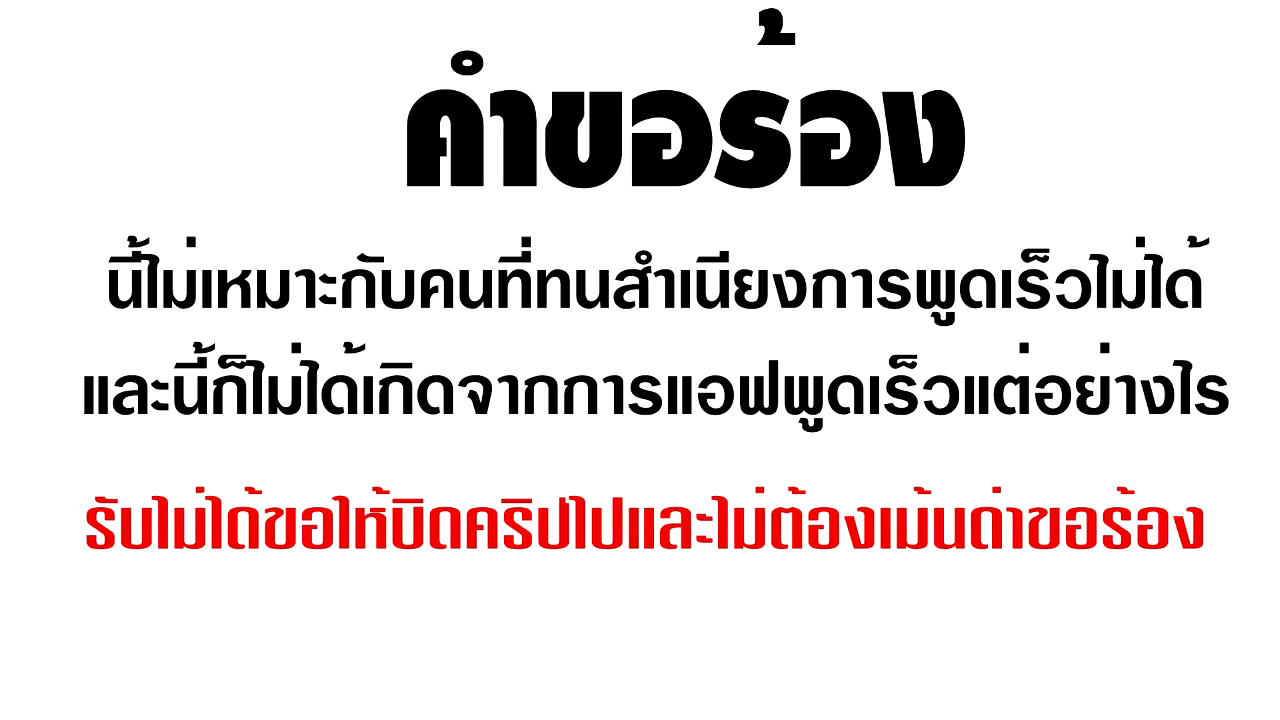 คำขอร้อง
นี้ไม่เหมาะกับคนที่ทนสำเนียงการพูดเร็วไม่ได้
และนี้ก็ไม่ได้เกิดจากการแอฟพูดเร็วแต่อย่างไร
รับไม่ได้ขอให้บิดคริปไปและไม่ต้องเม้นด่าขอร้อง